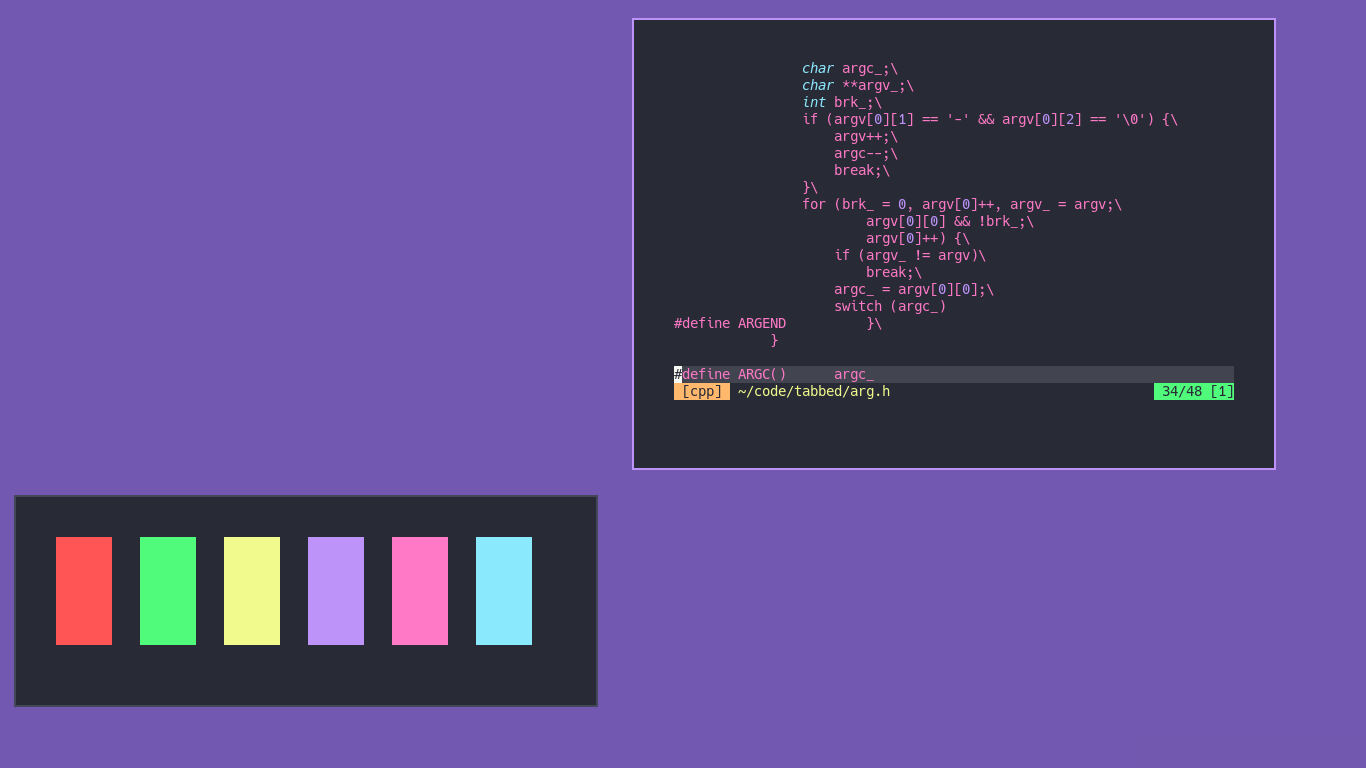 char argc_;\
char **argv_;\
int brk_;\
if (argv[0][1] == '-' && argv[0][2] == '\0') {\
argv++;\
argc--;\
break;\
}\
for (brk_ = 0, argv[0]++, argv_ = argv;\
argv[0][0] && !brk_;\
argv[0]++) {\
if (argv_ != argv)\
break;\
argc_ = argv[0][0];\
switch (argc_)
#define ARGEND }\
}
#define ARGC() argc_
[cpp] ~/code/tabbed/arg.h 34/48 [1]